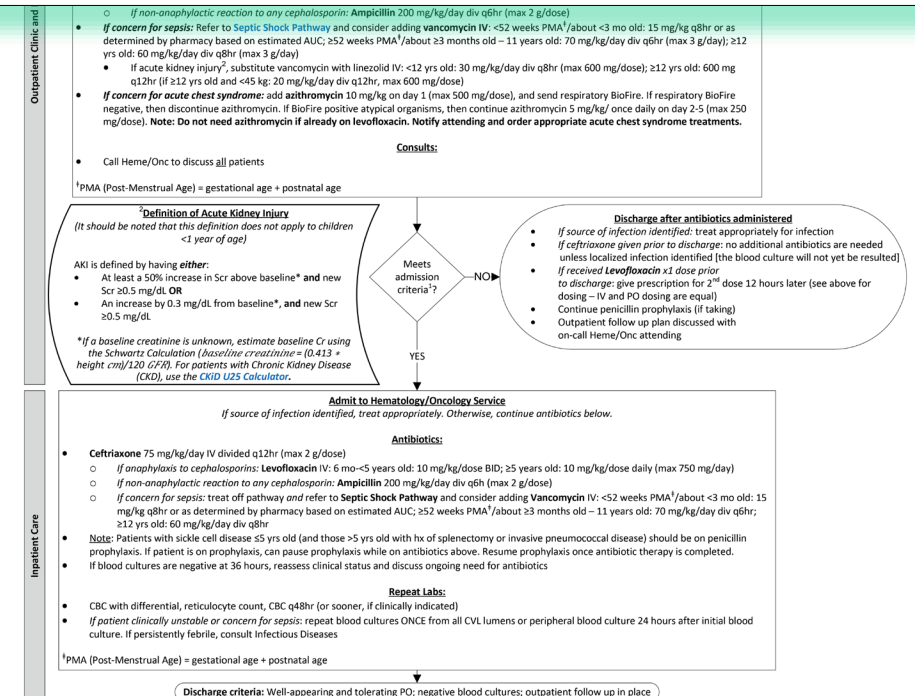 Outpatient Clinic and
o If non-anaphylactic reaction to any cephalosporin: Ampicillin 200 mg/kg/day div q6hr (max 2 g/dose)
• If concern for sepsis: Refer to Septic Shock Pathway and consider adding vancomycin IV: <52 weeks PMA‡/about <3 mo old: 15 mg/kg q8hr or as
determined by pharmacy based on estimated AUC; ≥52 weeks PMA‡/about ≥3 months old – 11 years old: 70 mg/kg/day div q6hr (max 3 g/day); ≥12
yrs old: 60 mg/kg/day div q8hr (max 3 g/day)
• If acute kidney injury², substitute vancomycin with linezolid IV: <12 yrs old: 30 mg/kg/day div q8hr (max 600 mg/dose); ≥12 yrs old: 600 mg
q12hr (if ≥12 yrs old and <45 kg: 20 mg/kg/day div q12hr, max 600 mg/dose)
• If concern for acute chest syndrome: add azithromycin 10 mg/kg on day 1 (max 500 mg/dose), and send respiratory BioFire. If respiratory BioFire
negative, then discontinue azithromycin. If BioFire positive atypical organisms, then continue azithromycin 5 mg/kg/ once daily on day 2-5 (max 250
mg/dose). Note: Do not need azithromycin if already on levofloxacin. Notify attending and order appropriate acute chest syndrome treatments.
Consults:
• Call Heme/Onc to discuss all patients
‡PMA (Post-Menstrual Age) = gestational age + postnatal age
²Definition of Acute Kidney Injury
(It should be noted that this definition does not apply to children
<1 year of age)
AKI is defined by having either:
• At least a 50% increase in Scr above baseline* and new
Scr ≥0.5 mg/dL OR
• An increase by 0.3 mg/dL from baseline*, and new Scr
≥0.5 mg/dL
*If a baseline creatinine is unknown, estimate baseline Cr using
the Schwartz Calculation (baseline creatinine = (0.413 *
height cm)/120 GFR). For patients with Chronic Kidney Disease
(CKD), use the CKiD U25 Calculator.
Meets
admission
criteria¹?
NO
YES
Discharge after antibiotics administered
• If source of infection identified: treat appropriately for infection
• If ceftriaxone given prior to discharge: no additional antibiotics are needed
unless localized infection identified [the blood culture will not yet be resulted]
• If received Levofloxacin x1 dose prior
to discharge: give prescription for 2nd dose 12 hours later (see above for
dosing – IV and PO dosing are equal)
• Continue penicillin prophylaxis (if taking)
• Outpatient follow up plan discussed with
on-call Heme/Onc attending
Inpatient Care
Admit to Hematology/Oncology Service
If source of infection identified, treat appropriately. Otherwise, continue antibiotics below.
Antibiotics:
• Ceftriaxone 75 mg/kg/day IV divided q12hr (max 2 g/dose)
o If anaphylaxis to cephalosporins: Levofloxacin IV: 6 mo-<5 years old: 10 mg/kg/dose BID; ≥5 years old: 10 mg/kg/dose daily (max 750 mg/day)
o If non-anaphylactic reaction to any cephalosporin: Ampicillin 200 mg/kg/day div q6h (max 2 g/dose)
o If concern for sepsis: treat off pathway and refer to Septic Shock Pathway and consider adding Vancomycin IV: <52 weeks PMA‡/about <3 mo old: 15
mg/kg q8hr or as determined by pharmacy based on estimated AUC; ≥52 weeks PMA‡/about ≥3 months old – 11 years old: 70 mg/kg/day div q6hr;
≥12 yrs old: 60 mg/kg/day div q8hr
• Note: Patients with sickle cell disease ≤5 yrs old (and those >5 yrs old with hx of splenectomy or invasive pneumococcal disease) should be on penicillin
prophylaxis. If patient is on prophylaxis, can pause prophylaxis while on antibiotics above. Resume prophylaxis once antibiotic therapy is completed.
• If blood cultures are negative at 36 hours, reassess clinical status and discuss ongoing need for antibiotics
Repeat Labs:
• CBC with differential, reticulocyte count, CBC q48hr (or sooner, if clinically indicated)
• If patient clinically unstable or concern for sepsis: repeat blood cultures ONCE from all CVL lumens or peripheral blood culture 24 hours after initial blood
culture. If persistently febrile, consult Infectious Diseases
‡PMA (Post-Menstrual Age) = gestational age + postnatal age
Discharge criteria: Well-appearing and tolerating PO; negative blood cultures; outpatient follow up in place